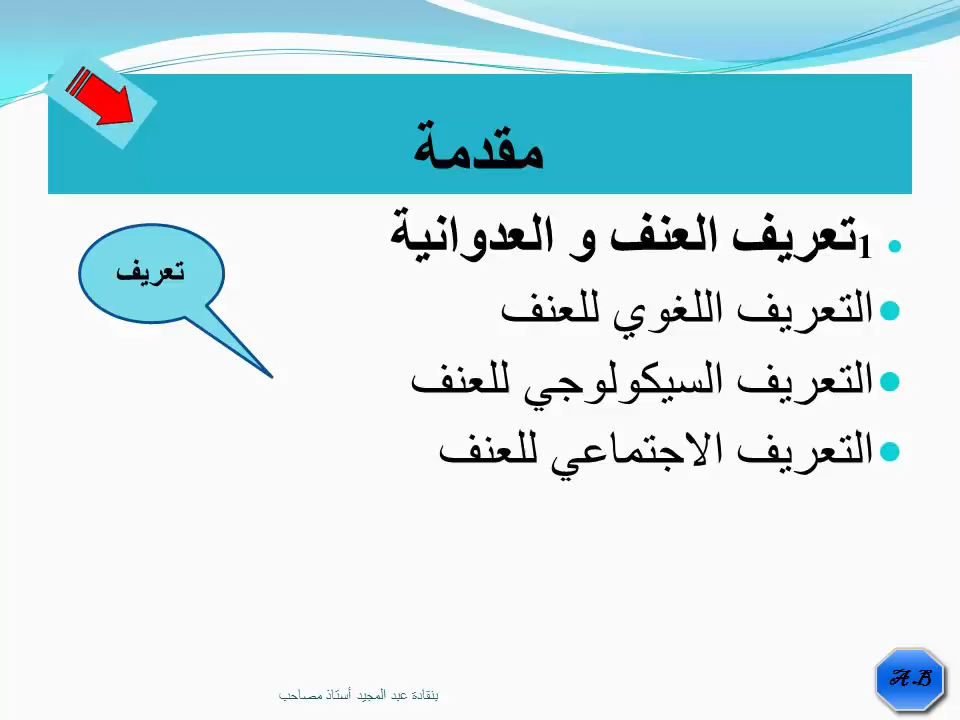 مقدمة
1تعريف العنف و العدوانية
تعريف
التعريف اللغوي للعنف
التعريف السيكولوجي للعنف
التعريف الاجتماعي للعنف
بنقادة عبد المجيد أستاذ مصاحب
A.B